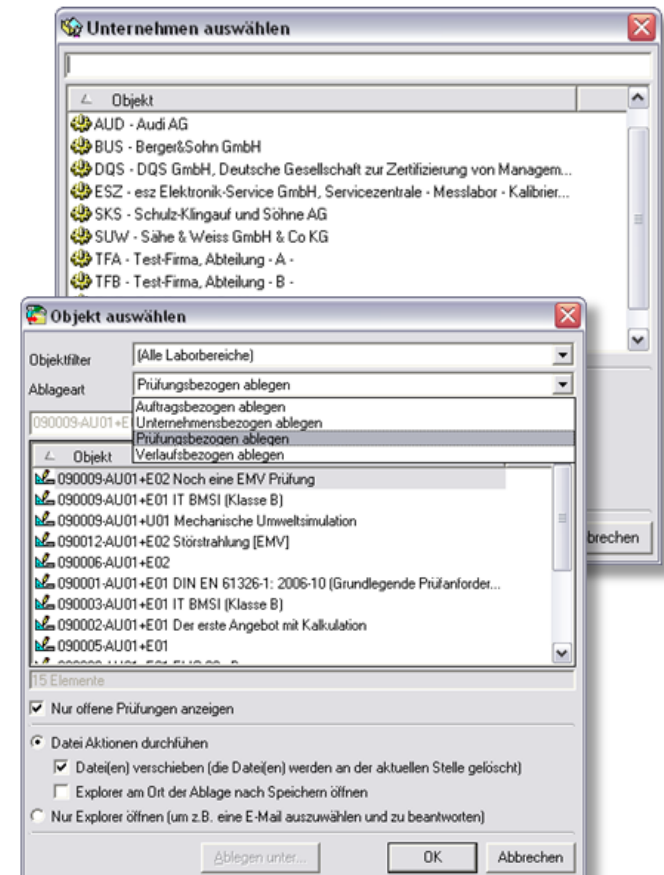 Unternehmen auswählen
Objekt
AUD - Audi AG
BUS - Berger&Sohn GmbH
DQS - DQS GmbH, Deutsche Gesellschaft zur Zertifizierung von Managem...
ESZ - esz Elektronik-Service GmbH, Servicezentrale - Messlabor - Kalibrier...
SKS - Schulz-Klingauf und Söhne AG
SUW - Sähe & Weiss GmbH & Co KG
TFA - Test-Firma, Abteilung - A -
TFB - Test-Firma, Abteilung - B -
Objekt auswählen
Objektfilter (Alle Laborbereiche)
Ablageart Prüfungsbezogen ablegen
Auftragsbezogen ablegen
090009-AU01+E Unternehmensbezogen ablegen
Prüfungsbezogen ablegen
Objekt Verlaufsbezogen ablegen
090009-AU01+E02 Noch eine EMV Prüfung
090009-AU01+E01 IT BMSI (Klasse B)
090009-AU01+U01 Mechanische Umweltsimulation
090012-AU01+E02 Störstrahlung [EMV]
brechen
090006-AU01+E02
090001-AU01+E01 DIN EN 61326-1: 2006-10 (Grundlegende Prüfanforder...
090003-AU01+E01 IT BMSI (Klasse B)
090002-AU01+E01 Der erste Angebot mit Kalkulation
090005-AU01+E01
15 Elemente
Nur offene Prüfungen anzeigen
Datei Aktionen durchfühen
Datei(en) verschieben (die Datei(en) werden an der aktuellen Stelle gelöscht)
Explorer am Ort der Ablage nach Speichern öffnen
Nur Explorer öffnen (um z.B. eine E-Mail auszuwählen und zu beantworten)
Ablegen unter... OK Abbrechen